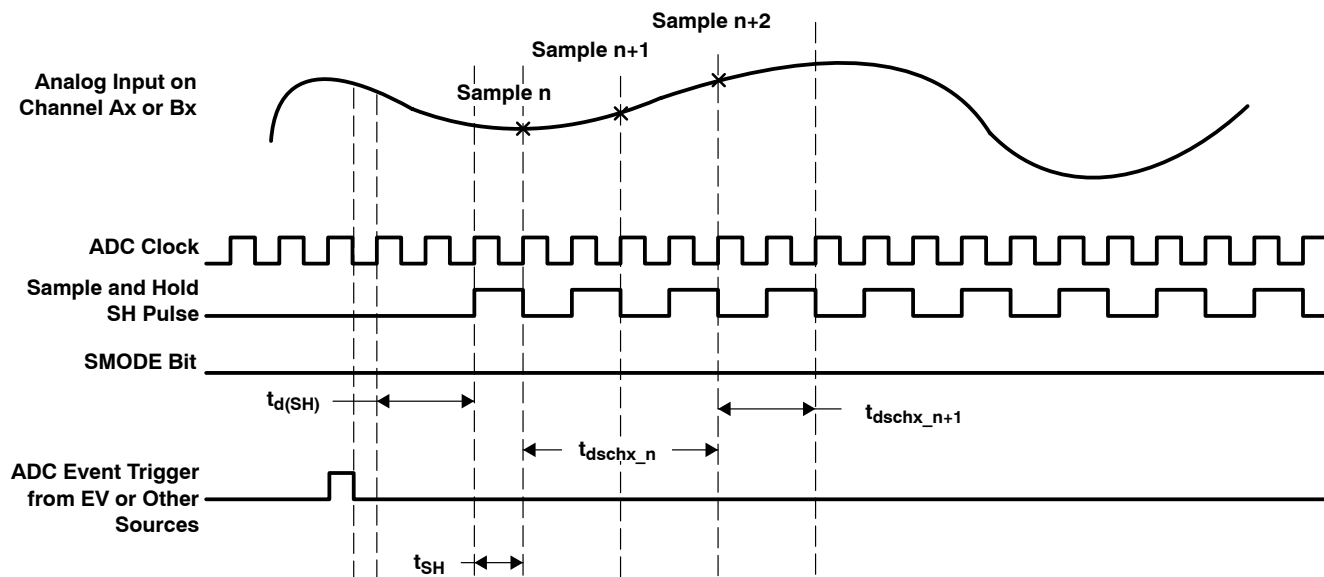 Sample n+2
Sample n+1
Analog Input on
Channel Ax or Bx
Sample n
ADC Clock
Sample and Hold
SH Pulse
SMODE Bit
td(SH)
tdschx_n+1
tdschx_n
ADC Event Trigger
from EV or Other
Sources
tSH